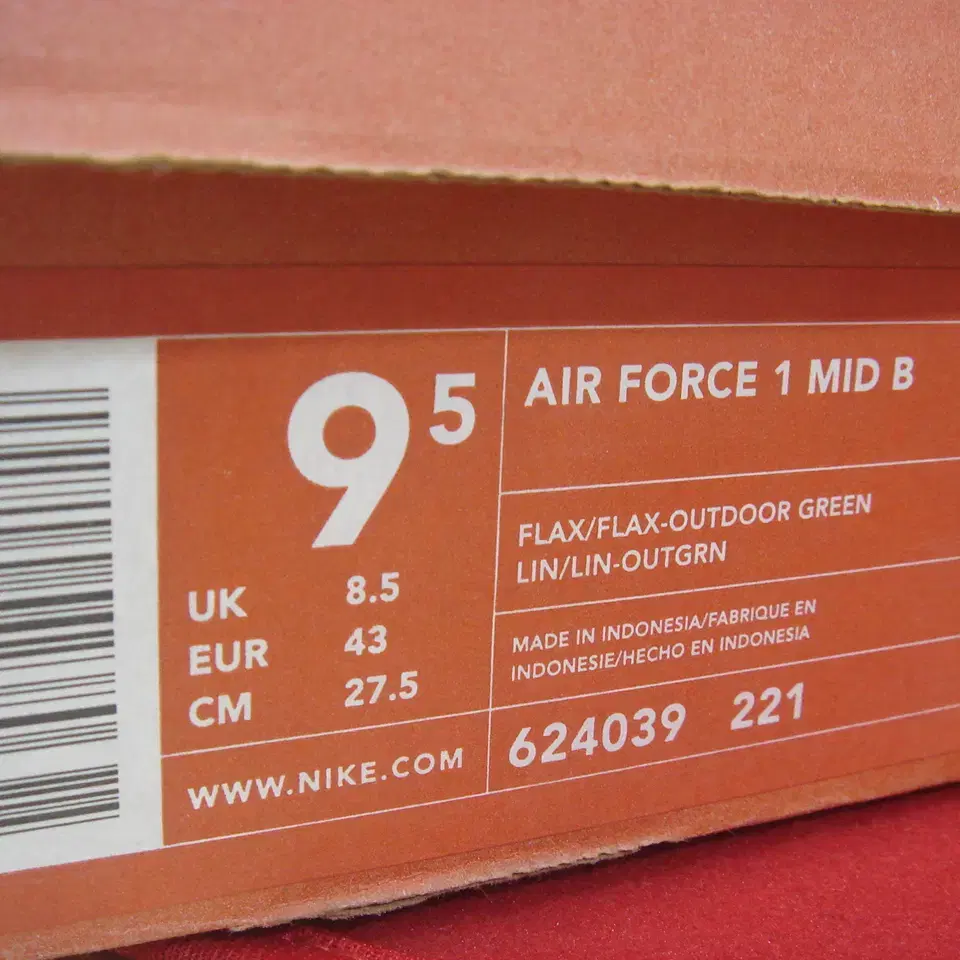 9 5
UK 8.5
EUR 43
CM 27.5
WWW.NIKE.COM
AIR FORCE 1 MID B
FLAX/FLAX-OUTDOOR GREEN
LIN/LIN-OUTGRN
MADE IN INDONESIA/FABRIQUE EN
INDONESIE/HECHO EN INDONESIA
624039 221